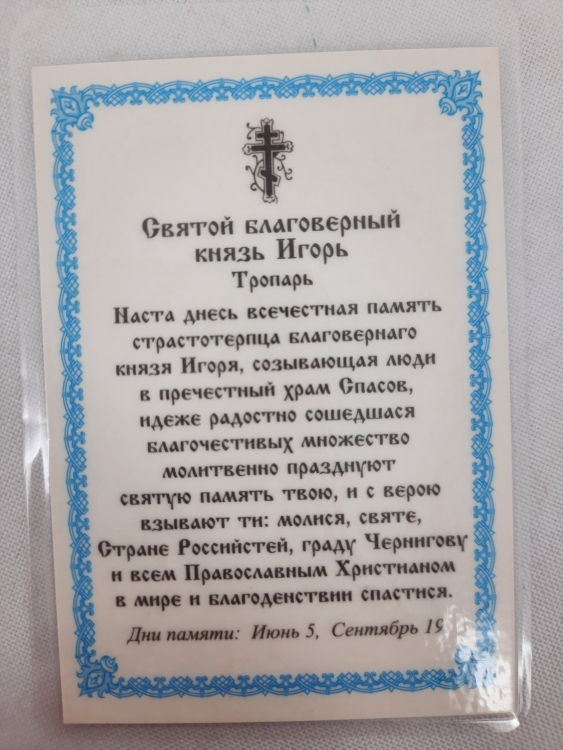 Святой благоверный
князь Игорь
Тропарь
Наста днесь всечестная память
страстотерпца благовернаго
князя Игоря, созывающая люди
в пречестный храм Спасов,
идеже радостно сошедшася
благочестивых множество
молитвенно празднуют
святую память твою, и с верою
взывают ти: молися, святе,
Стране Российстей, граду Чернигову
и всем Православным Христианом
в мире и благоденствии спастися.
Дни памяти: Июнь 5, Сентябрь 19